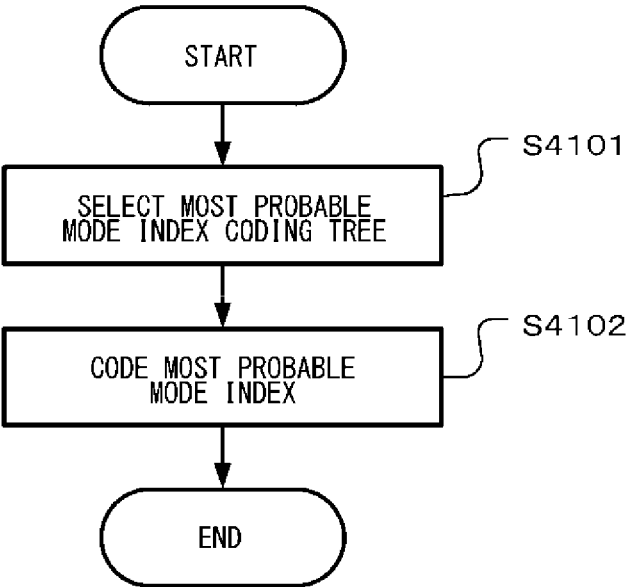 START
S4101
SELECT MOST PROBABLE
MODE INDEX CODING TREE
S4102
CODE MOST PROBABLE
MODE INDEX
END